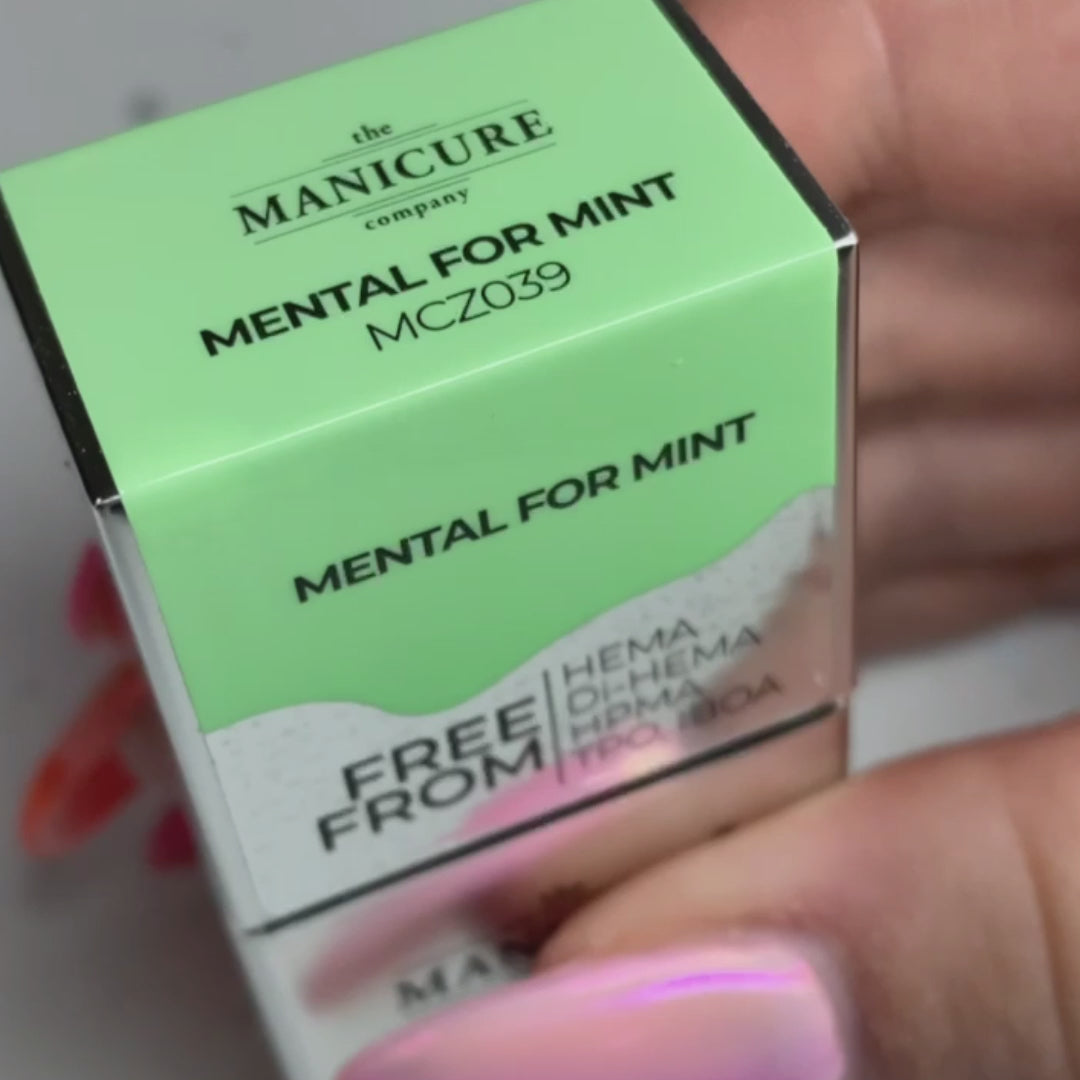 the
MANICURE
company
MENTAL FOR MINT
MCZ039
MENTAL FOR MINT
FREE
FROM
HEMA
DI-HEMA
HPMA
TPO, IBOA